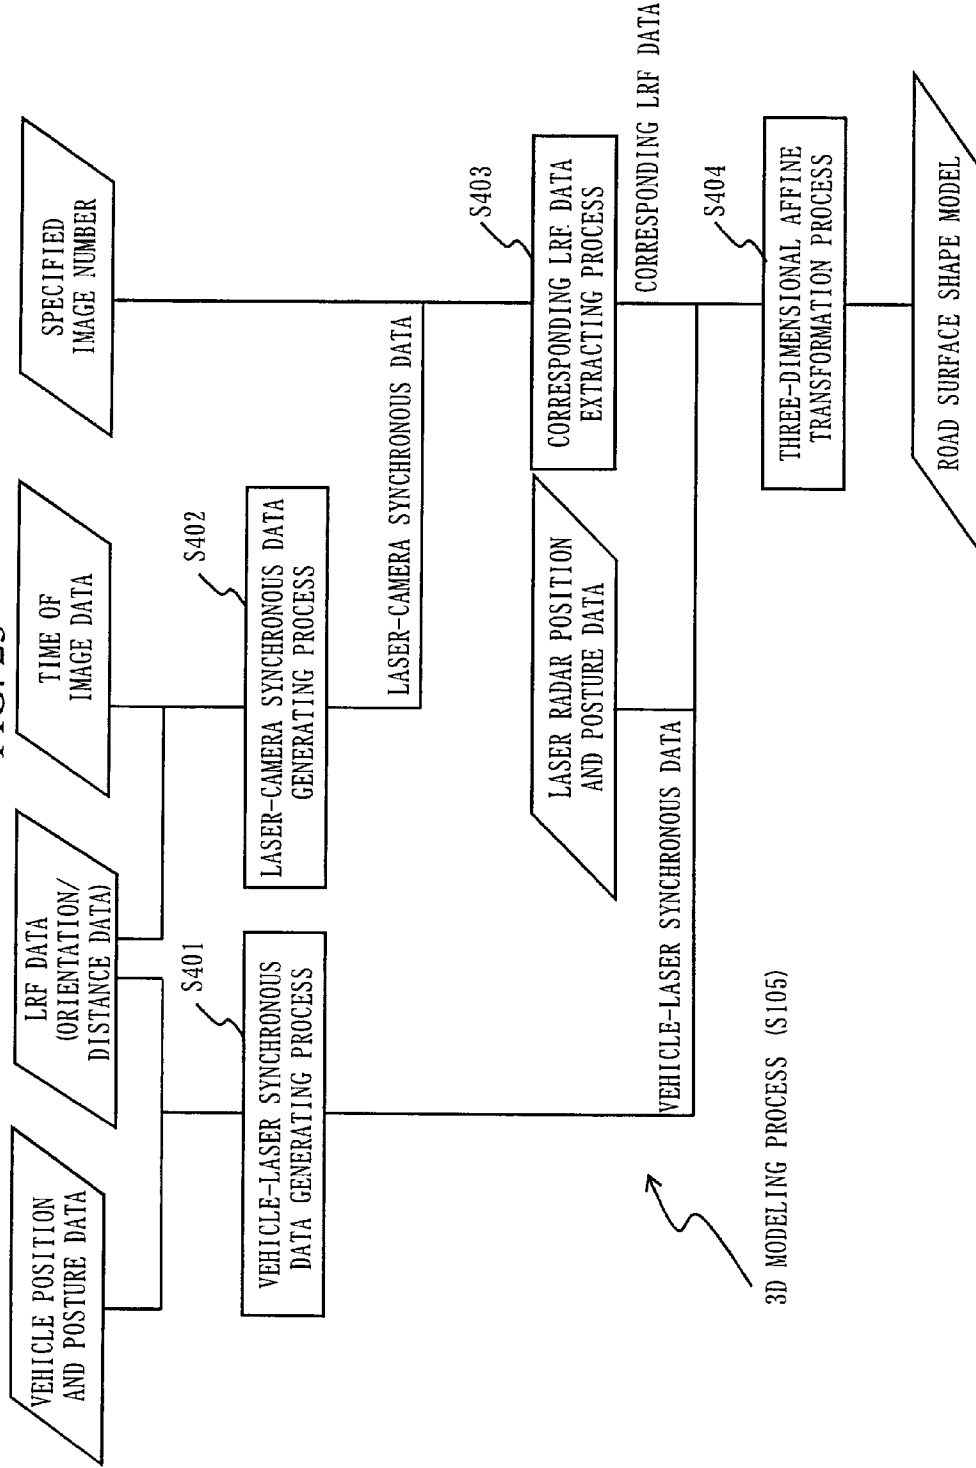 VEHICLE POSITION
AND POSTURE DATA
LRF DATA
(ORIENTATION/
DISTANCE DATA)
TIME OF
IMAGE DATA
SPECIFIED
IMAGE NUMBER
S401
VEHICLE-LASER SYNCHRONOUS
DATA GENERATING PROCESS
S402
LASER-CAMERA SYNCHRONOUS DATA
GENERATING PROCESS
LASER-CAMERA SYNCHRONOUS DATA
S403
CORRESPONDING LRF DATA
EXTRACTING PROCESS
LASER RADAR POSITION
AND POSTURE DATA
CORRESPONDING LRF DATA
VEHICLE-LASER SYNCHRONOUS DATA
S404
THREE-DIMENSIONAL AFFINE
TRANSFORMATION PROCESS
3D MODELING PROCESS (S105)
ROAD SURFACE SHAPE MODEL